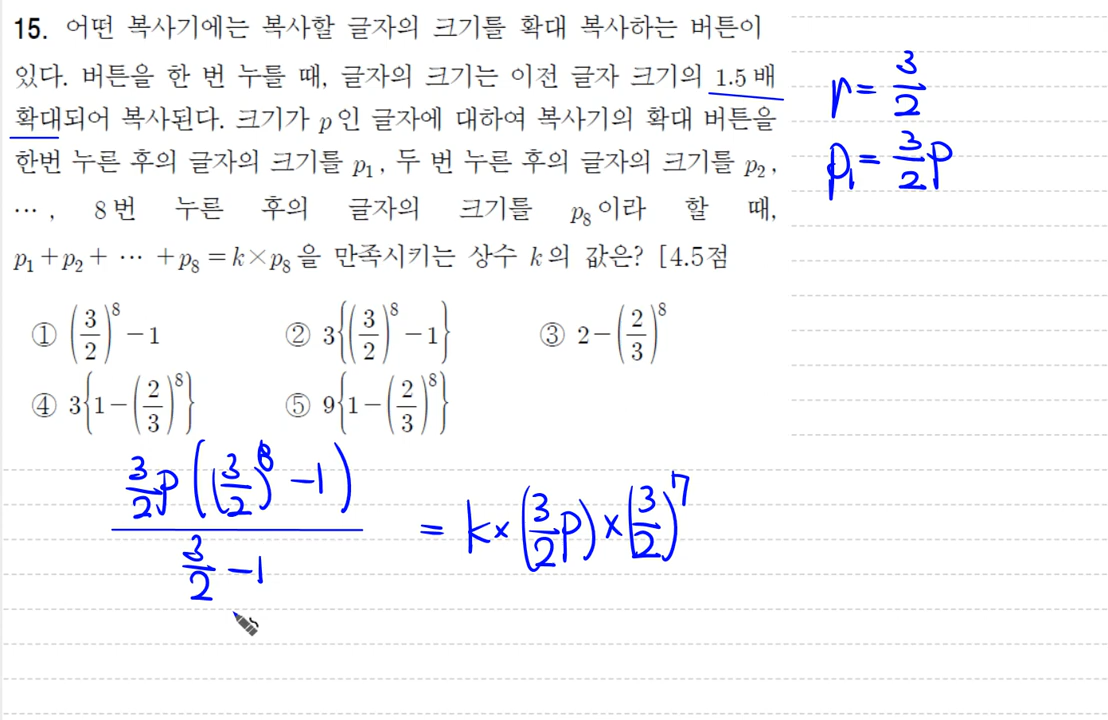 15. 어떤 복사기에는 복사할 글자의 크기를 확대 복사하는 버튼이
있다. 버튼을 한 번 누를 때, 글자의 크기는 이전 글자 크기의 1.5 배
확대되어 복사된다. 크기가 p 인 글자에 대하여 복사기의 확대 버튼을
한번 누른 후의 글자의 크기를 p₁, 두 번 누른 후의 글자의 크기를 p₂,
⋯, 8 번 누른 후의 글자의 크기를 p₈ 이라 할 때,
p₁+p₂+ ⋯ +p₈=k×p₈ 을 만족시키는 상수 k 의 값은? [4.5점
① (3/2)⁸−1 ② 3{(3/2)⁸−1} ③ 2−(2/3)⁸
④ 3{1−(2/3)⁸} ⑤ 9{1−(2/3)⁸}
r=3/2
p₁=3/2p
3/2p((3/2)⁸−1) / (3/2−1) = k×(3/2p)×(3/2)⁷